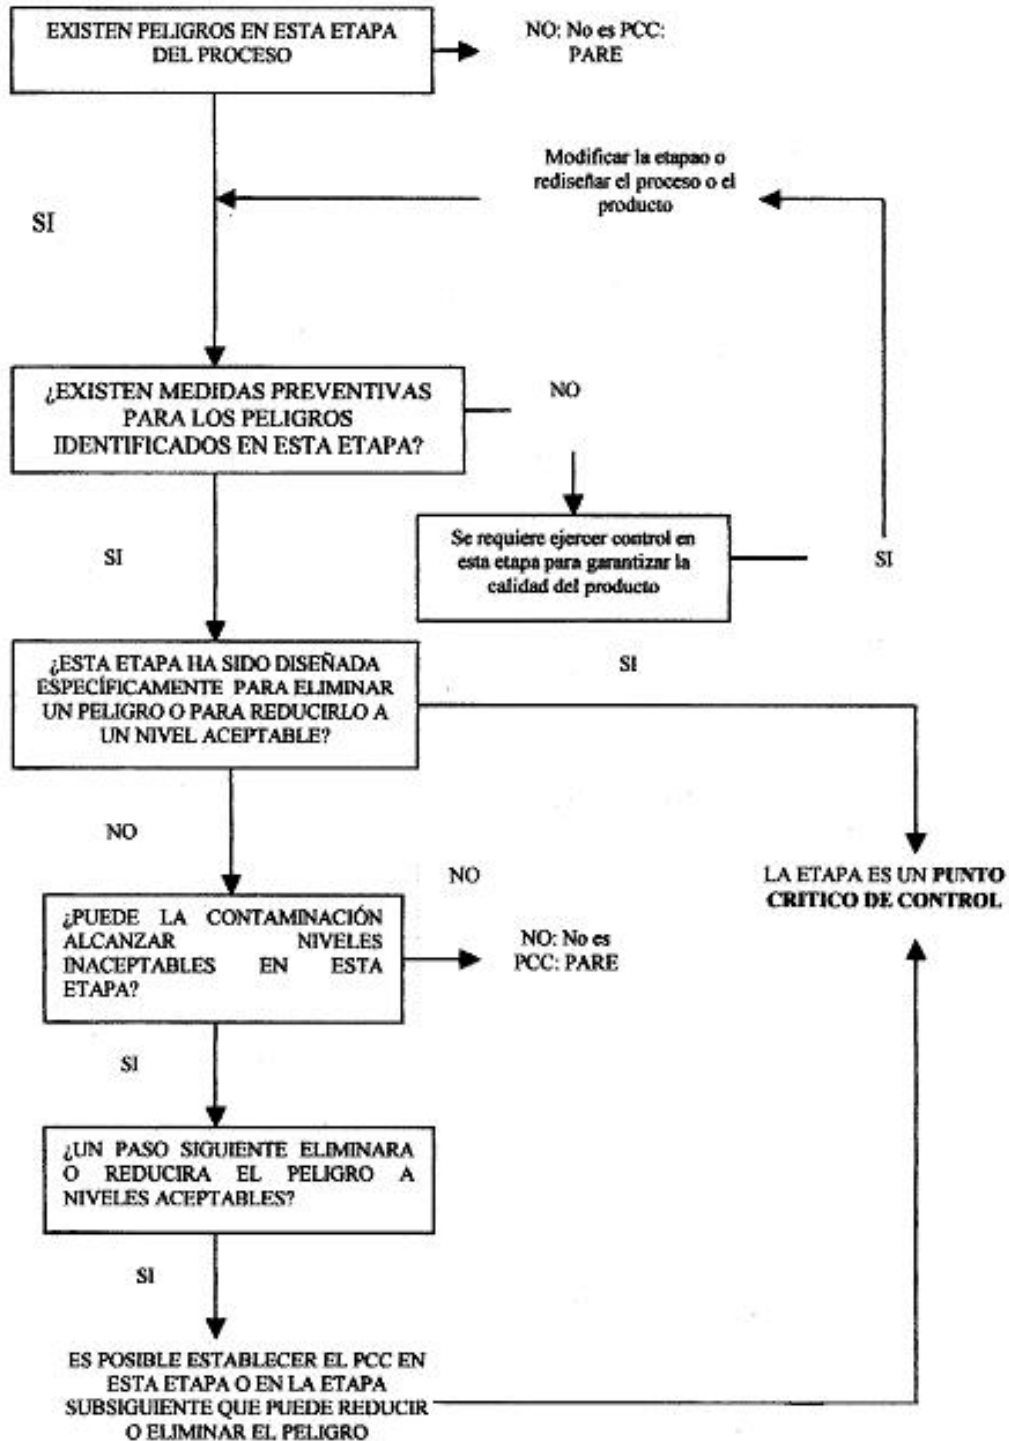 EXISTEN PELIGROS EN ESTA ETAPA
DEL PROCESO
NO: No es PCC:
PARE
Modificar la etapao o
rediseñar el proceso o el
producto
SI
¿EXISTEN MEDIDAS PREVENTIVAS
PARA LOS PELIGROS
IDENTIFICADOS EN ESTA ETAPA?
NO
Se requiere ejercer control en
esta etapa para garantizar la
calidad del producto
SI
SI
¿ESTA ETAPA HA SIDO DISEÑADA
ESPECÍFICAMENTE PARA ELIMINAR
UN PELIGRO O PARA REDUCIRLO A
UN NIVEL ACEPTABLE?
SI
NO
LA ETAPA ES UN PUNTO
CRITICO DE CONTROL
¿PUEDE LA CONTAMINACIÓN
ALCANZAR NIVELES
INACEPTABLES EN ESTA
ETAPA?
NO
NO: No es
PCC: PARE
SI
¿UN PASO SIGUIENTE ELIMINARA
O REDUCIRA EL PELIGRO A
NIVELES ACEPTABLES?
SI
ES POSIBLE ESTABLECER EL PCC EN
ESTA ETAPA O EN LA ETAPA
SUBSIGUIENTE QUE PUEDE REDUCIR
O ELIMINAR EL PELIGRO